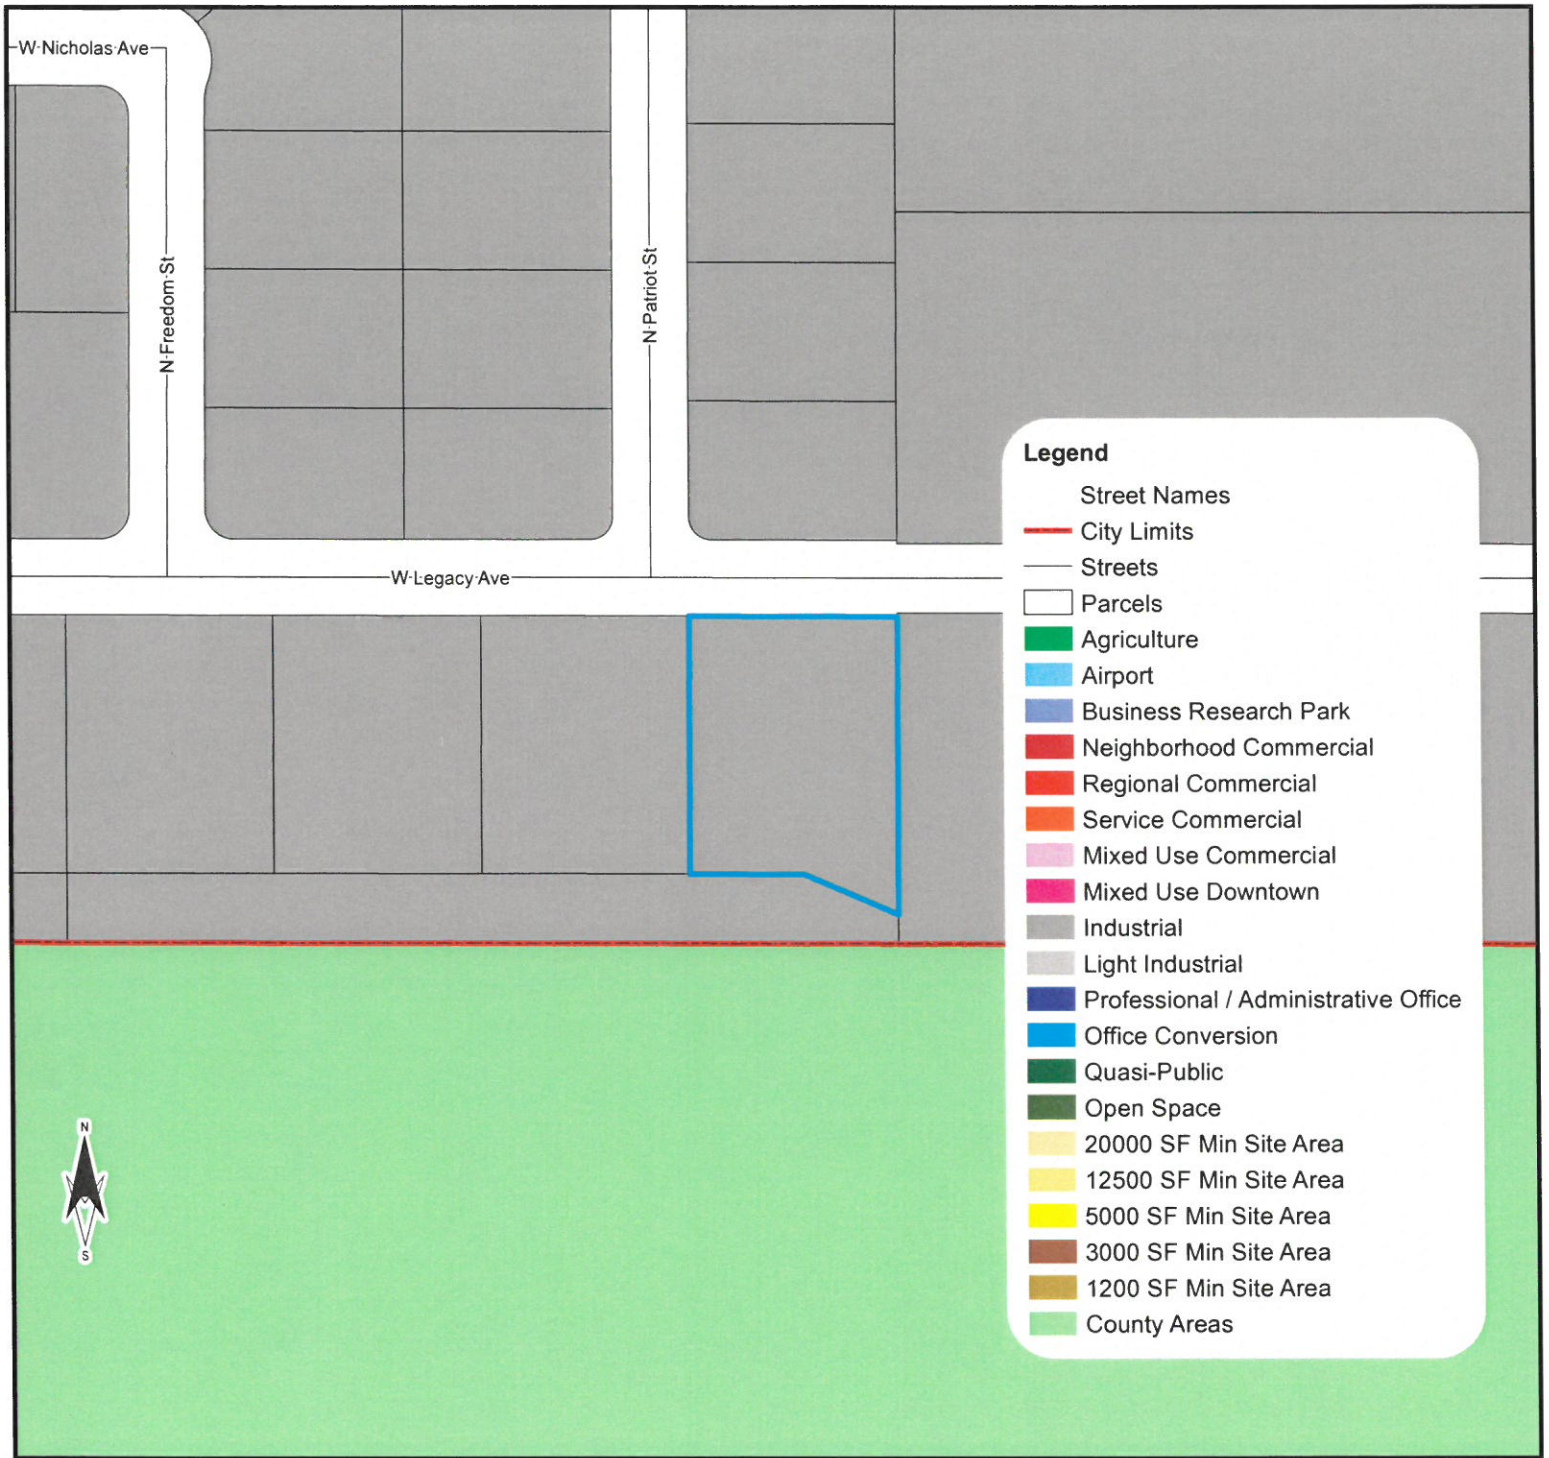 W Nicholas Ave
N Freedom St
N Patriot St
W Legacy Ave
Legend
Street Names
City Limits
Streets
Parcels
Agriculture
Airport
Business Research Park
Neighborhood Commercial
Regional Commercial
Service Commercial
Mixed Use Commercial
Mixed Use Downtown
Industrial
Light Industrial
Professional / Administrative Office
Office Conversion
Quasi-Public
Open Space
20000 SF Min Site Area
12500 SF Min Site Area
5000 SF Min Site Area
3000 SF Min Site Area
1200 SF Min Site Area
County Areas
N
S